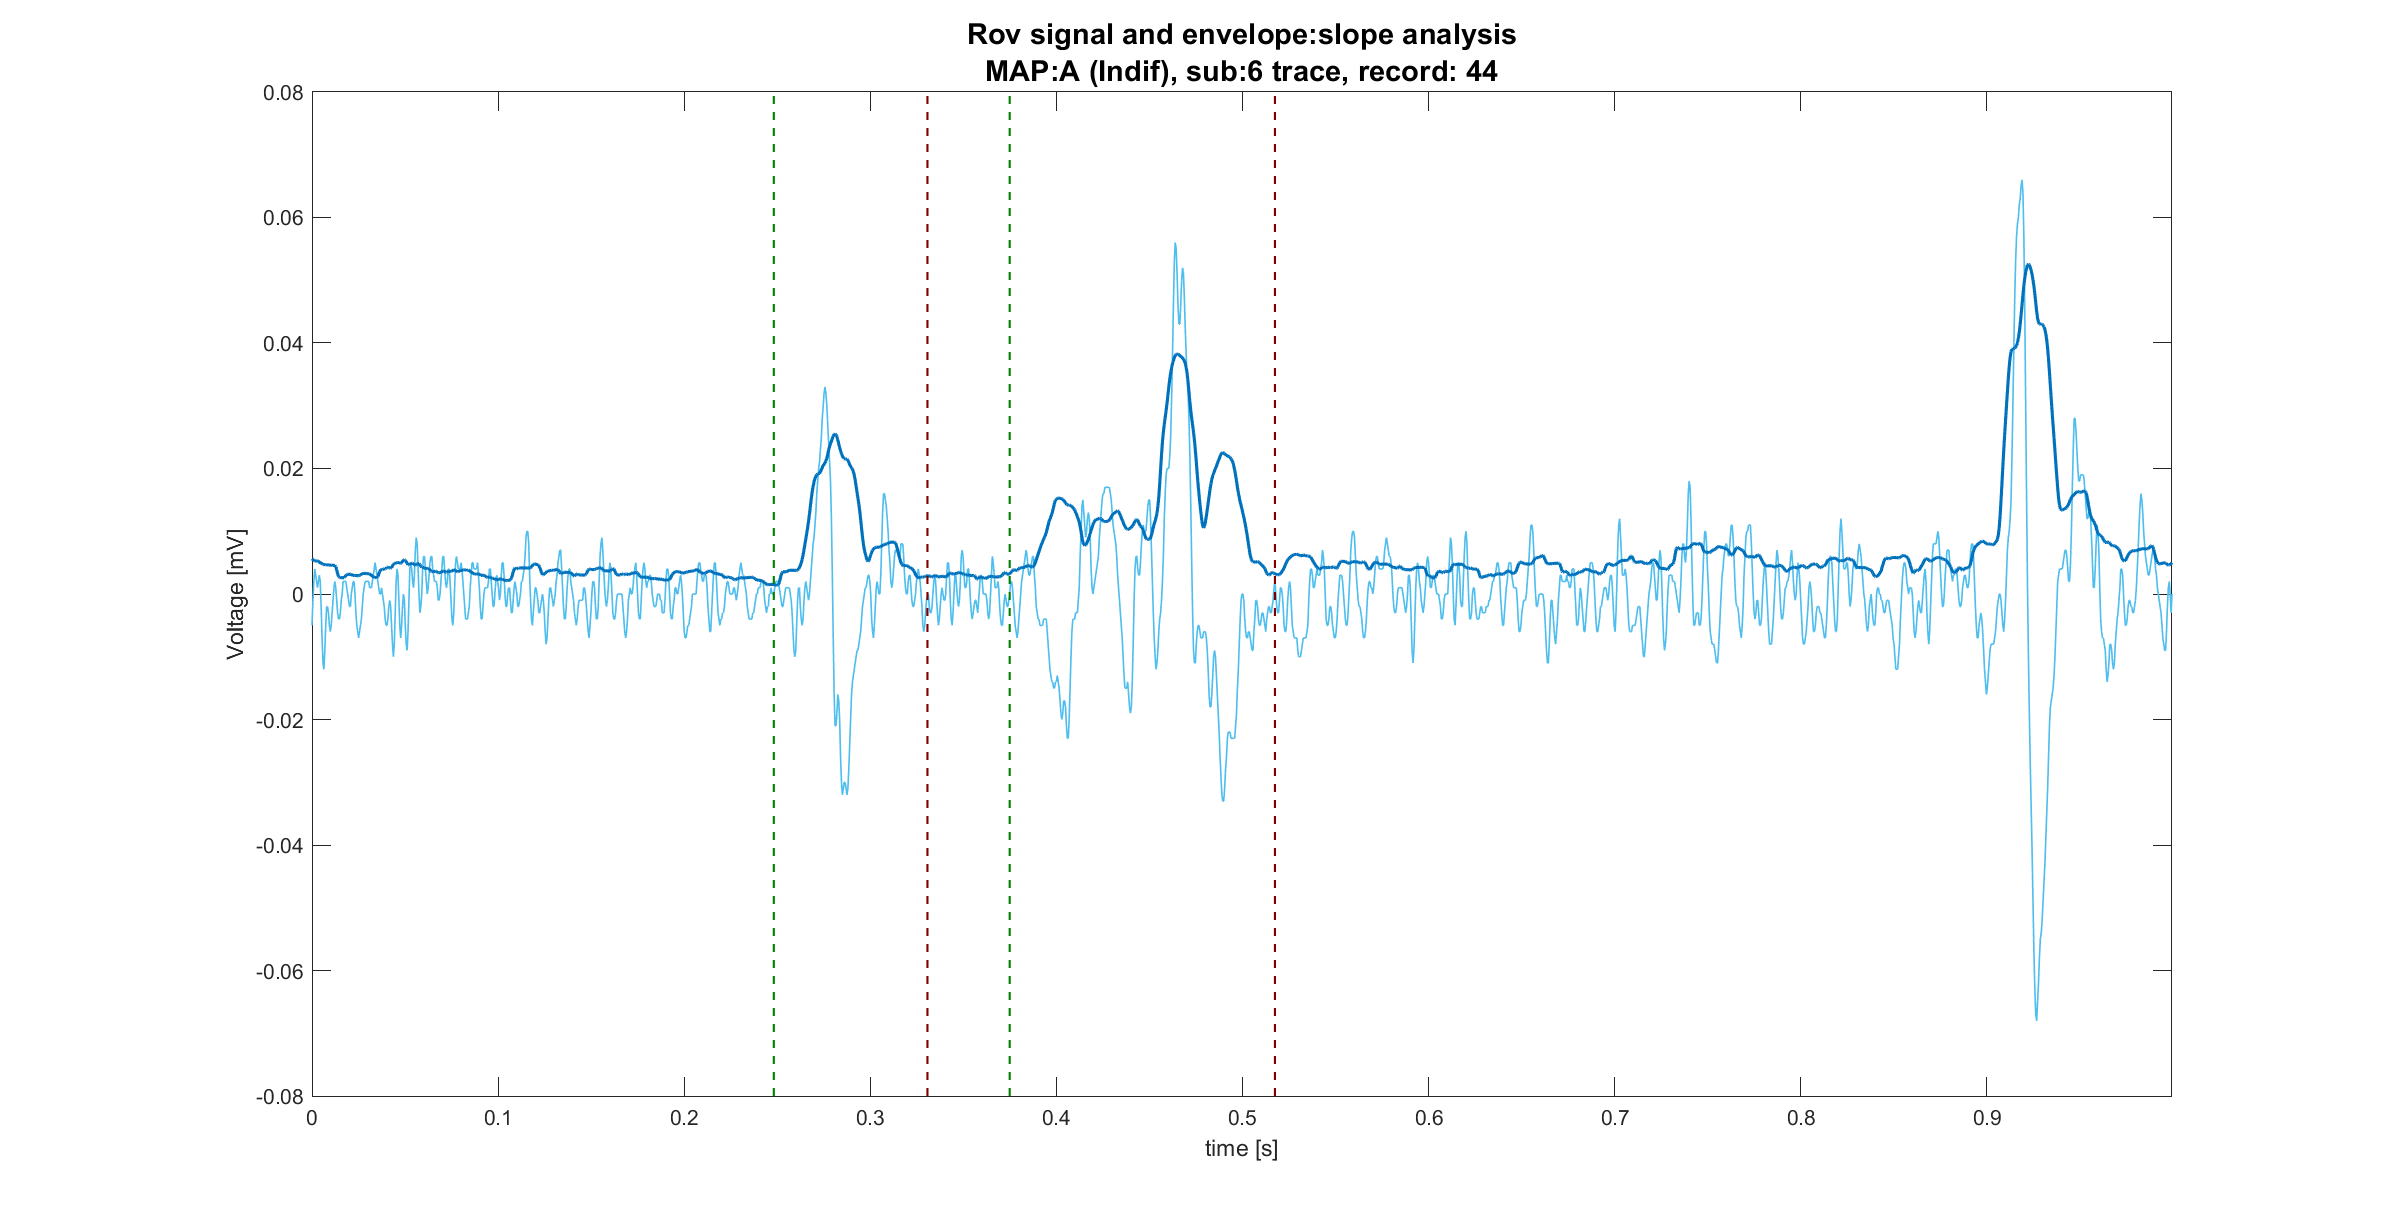 Rov signal and envelope:slope analysis
MAP:A (Indif), sub:6 trace, record: 44
0.08
0.06
0.04
0.02
0
-0.02
-0.04
-0.06
-0.08
Voltage [mV]
0 0.1 0.2 0.3 0.4 0.5 0.6 0.7 0.8 0.9
time [s]